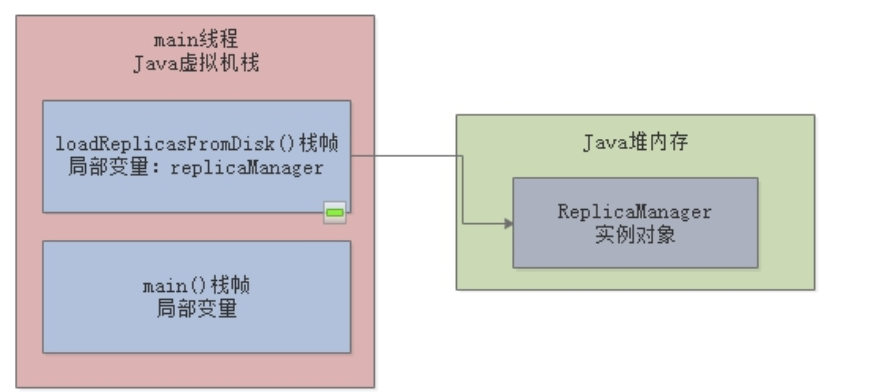 main线程
Java虚拟机栈
loadReplicasFromDisk()栈帧
局部变量：replicaManager
main()栈帧
局部变量
Java堆内存
ReplicaManager
实例对象